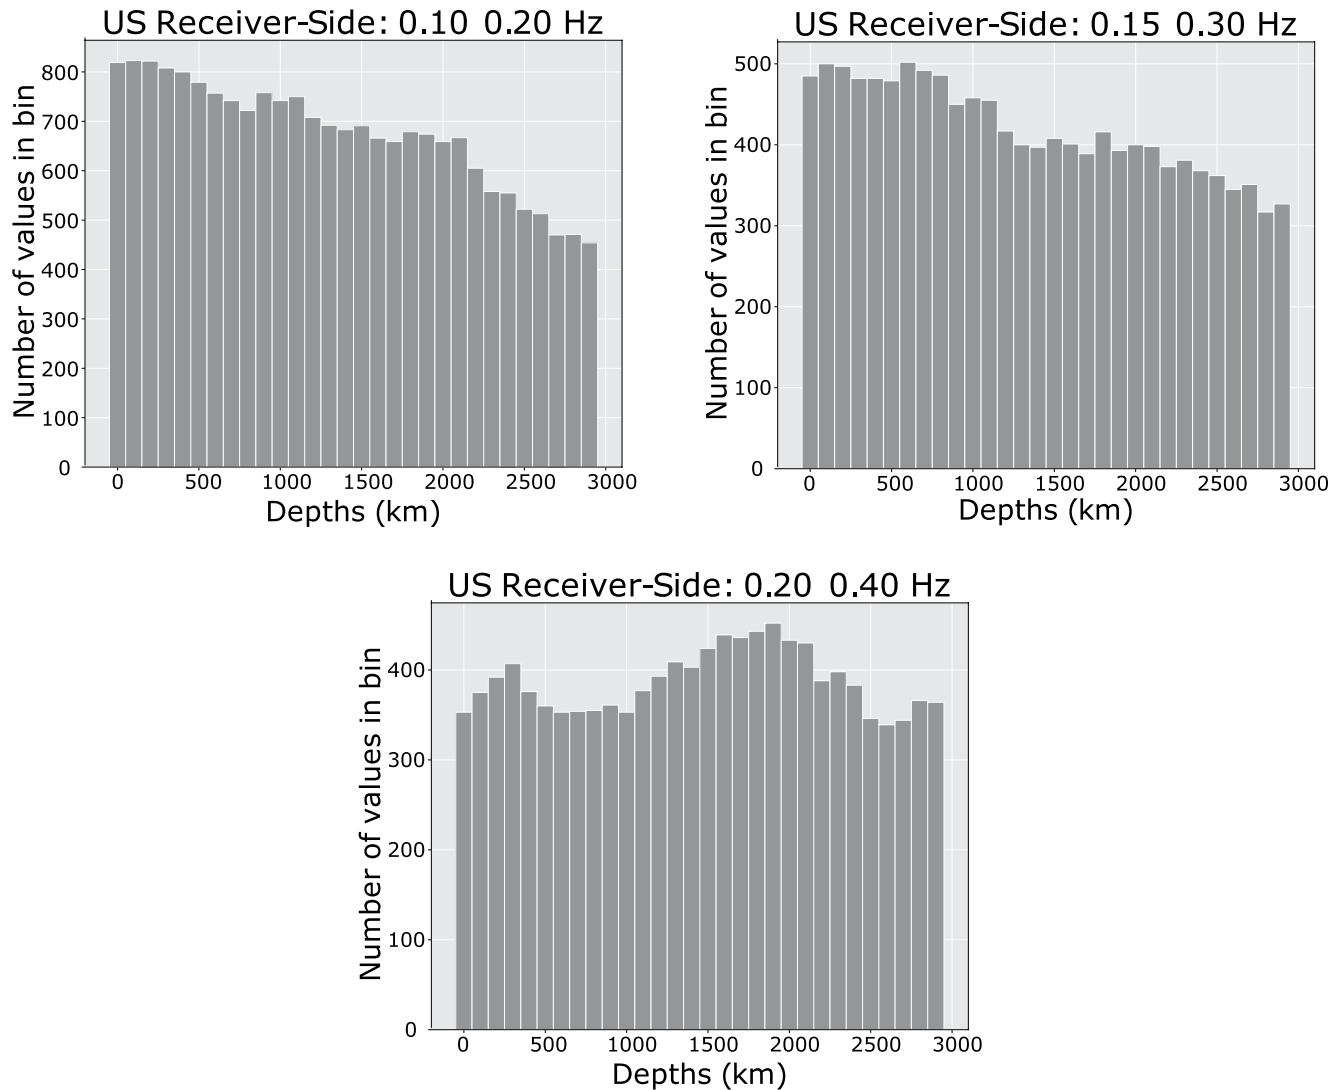 US Receiver-Side: 0.10 0.20 Hz
Number of values in bin
800
700
600
500
400
300
200
100
0
0 500 1000 1500 2000 2500 3000
Depths (km)
US Receiver-Side: 0.15 0.30 Hz
Number of values in bin
500
400
300
200
100
0
0 500 1000 1500 2000 2500 3000
Depths (km)
US Receiver-Side: 0.20 0.40 Hz
Number of values in bin
400
300
200
100
0
0 500 1000 1500 2000 2500 3000
Depths (km)